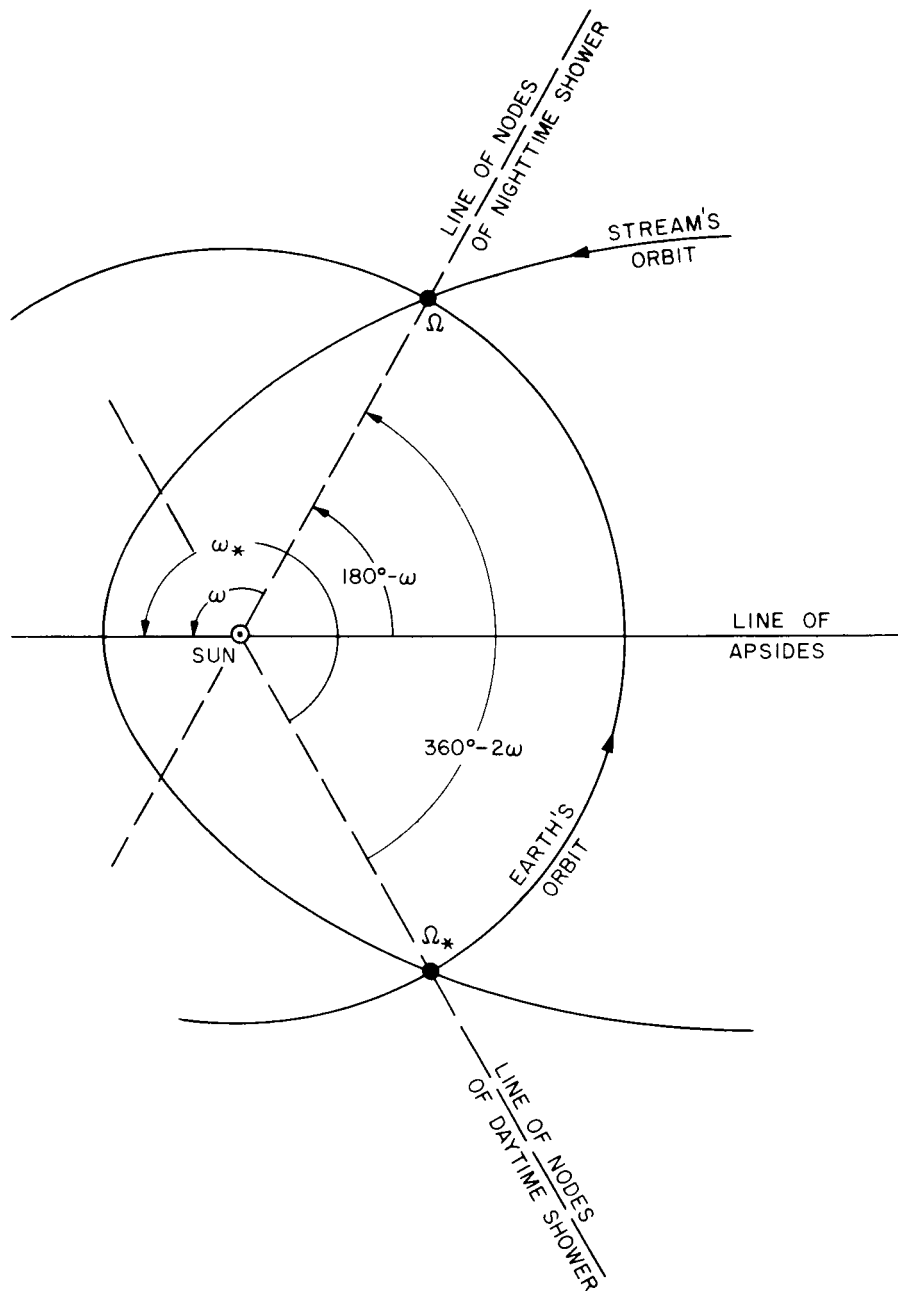 LINE OF NODES
OF NIGHTTIME SHOWER
STREAM'S
ORBIT
Ω
ω*
ω
180°-ω
SUN
LINE OF
APSIDES
360°-2ω
EARTH'S
ORBIT
Ω*
LINE OF NODES
OF DAYTIME SHOWER